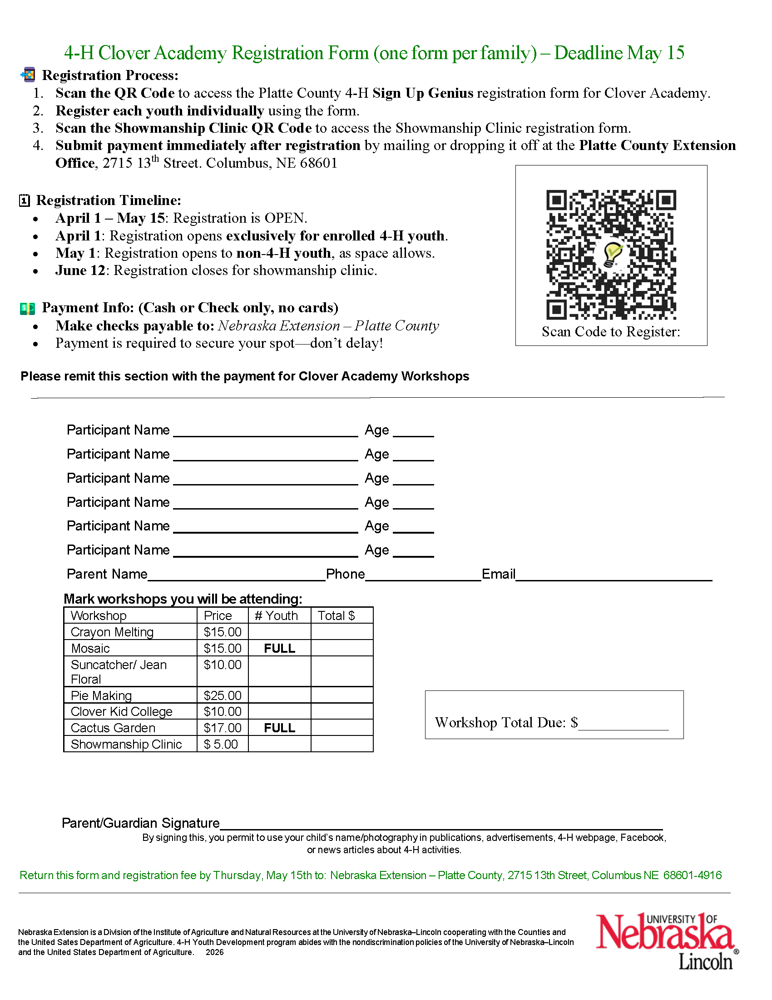 4-H Clover Academy Registration Form (one form per family) – Deadline May 15
Registration Process:
1. Scan the QR Code to access the Platte County 4-H Sign Up Genius registration form for Clover Academy.
2. Register each youth individually using the form.
3. Scan the Showmanship Clinic QR Code to access the Showmanship Clinic registration form.
4. Submit payment immediately after registration by mailing or dropping it off at the Platte County Extension
Office, 2715 13th Street. Columbus, NE 68601
Registration Timeline:
• April 1 – May 15: Registration is OPEN.
• April 1: Registration opens exclusively for enrolled 4-H youth.
• May 1: Registration opens to non-4-H youth, as space allows.
• June 12: Registration closes for showmanship clinic.
Payment Info: (Cash or Check only, no cards)
• Make checks payable to: Nebraska Extension – Platte County
• Payment is required to secure your spot—don’t delay!
Scan Code to Register:
Please remit this section with the payment for Clover Academy Workshops
Participant Name ________________________ Age _____
Participant Name ________________________ Age _____
Participant Name ________________________ Age _____
Participant Name ________________________ Age _____
Participant Name ________________________ Age _____
Participant Name ________________________ Age _____
Parent Name_______________________Phone_______________Email_________________________
Mark workshops you will be attending:
Workshop Price # Youth Total $
Crayon Melting $15.00
Mosaic $15.00 FULL
Suncatcher/ Jean $10.00
Floral
Pie Making $25.00
Clover Kid College $10.00
Cactus Garden $17.00 FULL
Showmanship Clinic $ 5.00
Workshop Total Due: $____________
Parent/Guardian Signature____________________________________________________________
By signing this, you permit to use your child’s name/photography in publications, advertisements, 4-H webpage, Facebook,
or news articles about 4-H activities.
Return this form and registration fee by Thursday, May 15th to: Nebraska Extension – Platte County, 2715 13th Street, Columbus NE 68601-4916
Nebraska Extension is a Division of the Institute of Agriculture and Natural Resources at the University of Nebraska–Lincoln cooperating with the Counties and
the United Sates Department of Agriculture. 4-H Youth Development program abides with the nondiscrimination policies of the University of Nebraska–Lincoln
and the United States Department of Agriculture. 2026
UNIVERSITY OF
Nebraska
Lincoln®